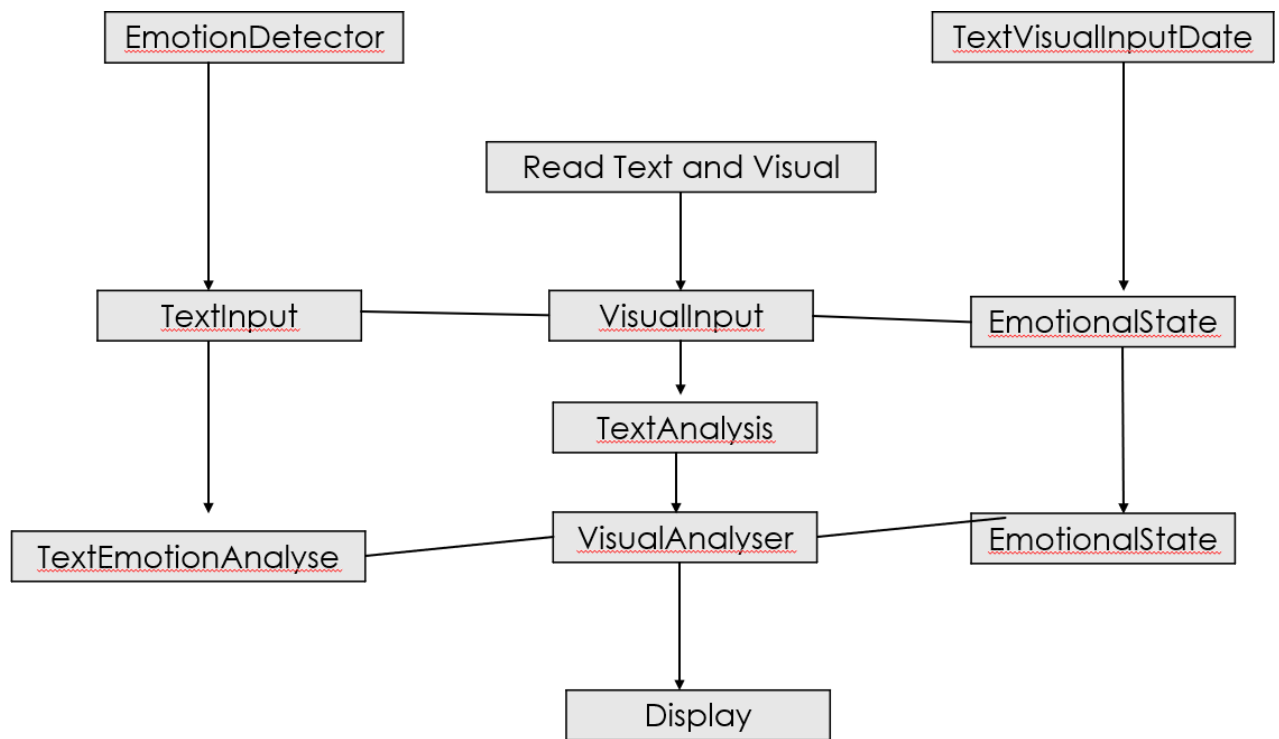 EmotionDetector
TextVisualInputDate
Read Text and Visual
TextInput
VisualInput
EmotionalState
TextAnalysis
TextEmotionAnalyse
VisualAnalyser
EmotionalState
Display